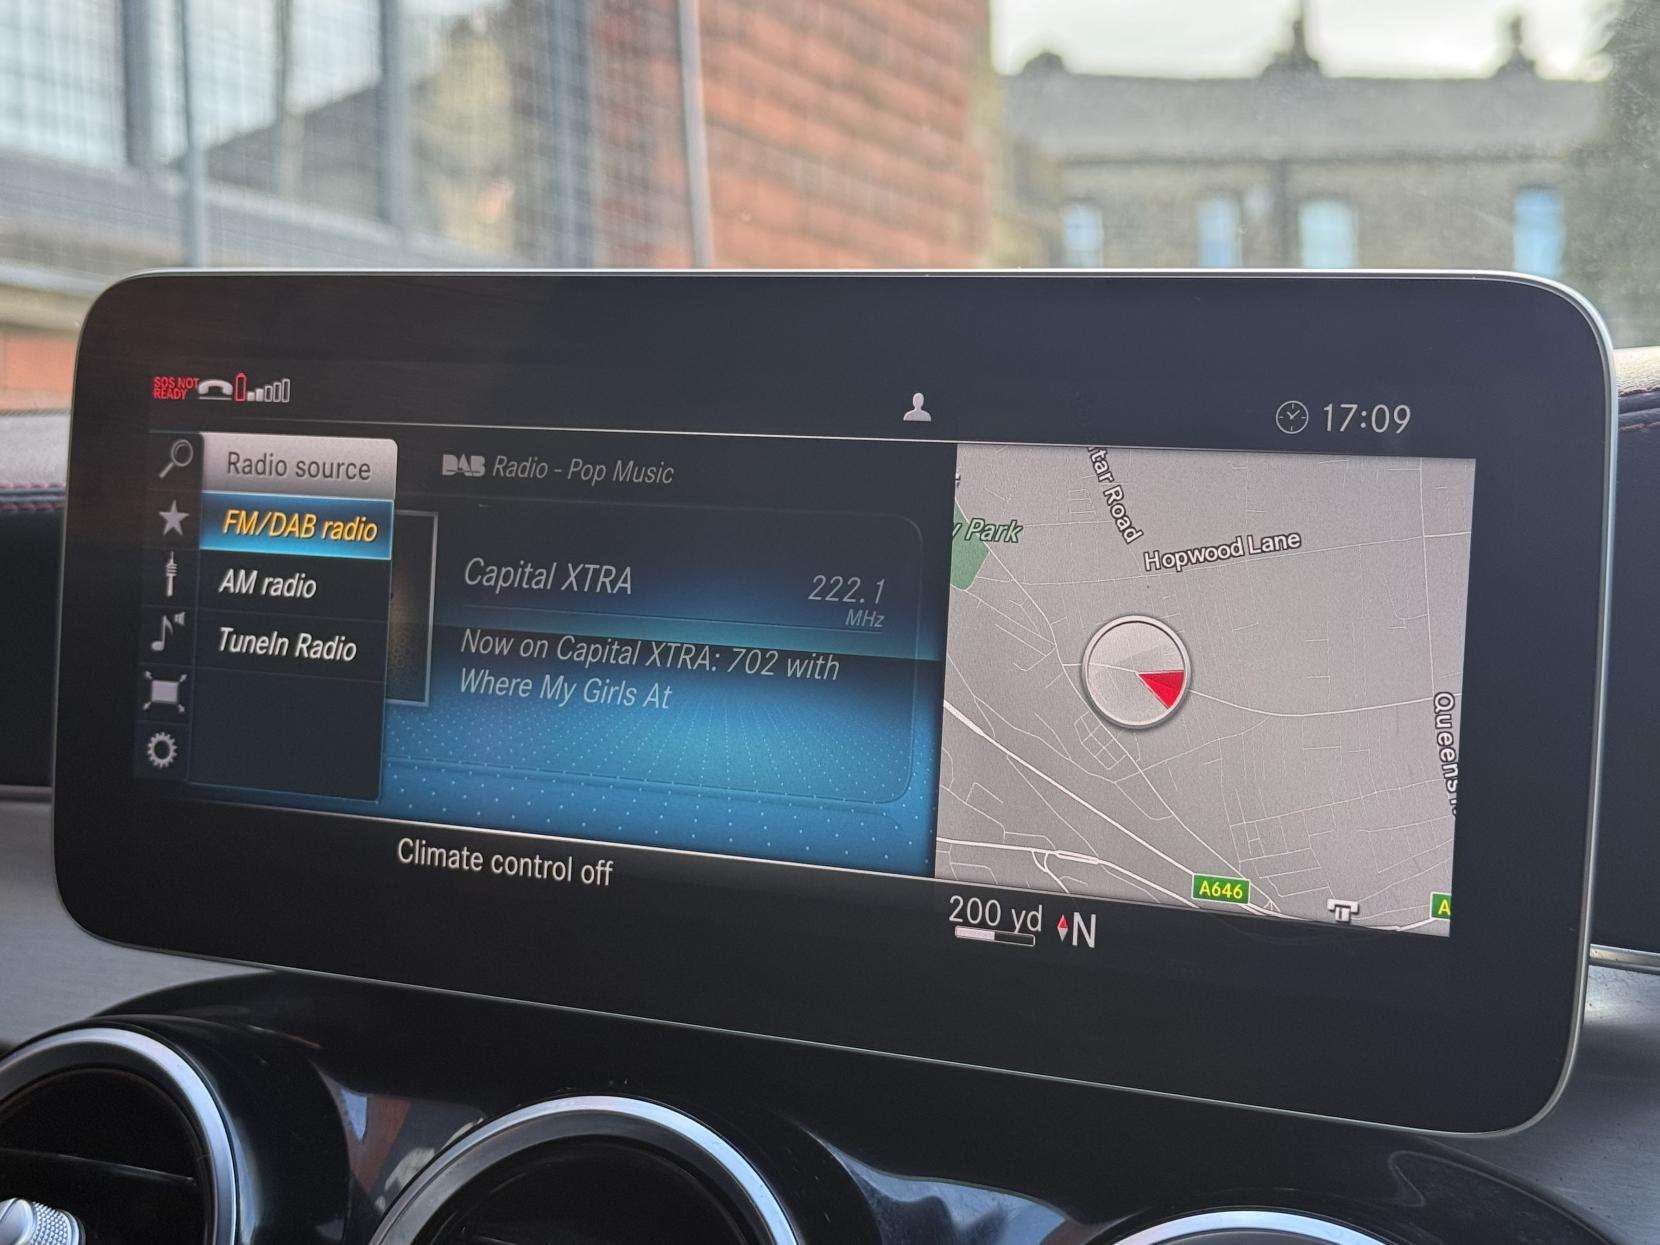 SOS NOT
READY
17:09
Radio source
FM/DAB radio
AM radio
TuneIn Radio
DAB Radio - Pop Music
Capital XTRA
222.1
MHz
Now on Capital XTRA: 702 with
Where My Girls At
Climate control off
Road
Park
Hopwood Lane
A646
A
200 yd
N